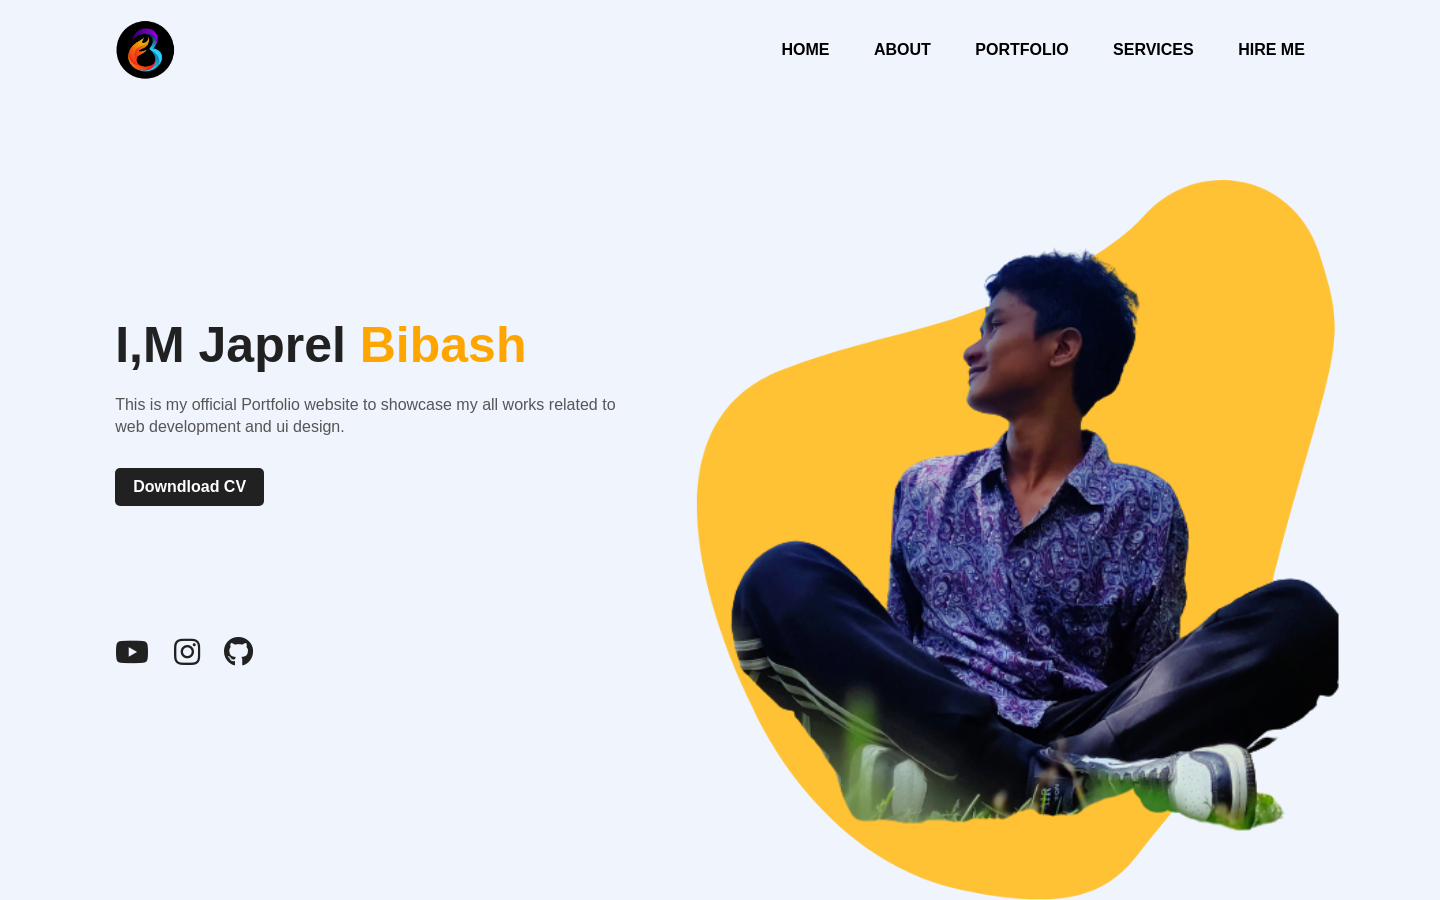 HOME ABOUT PORTFOLIO SERVICES HIRE ME
I,M Japrel Bibash
This is my official Portfolio website to showcase my all works related to
web development and ui design.
Downdload CV